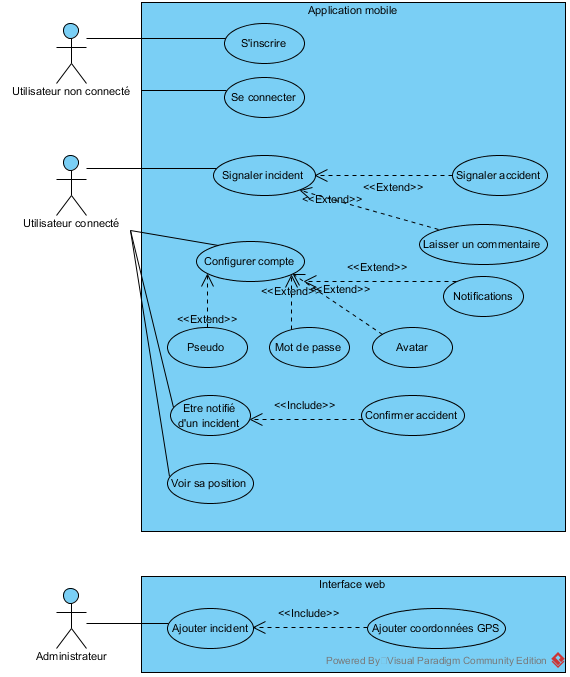 Application mobile
S'inscrire
Utilisateur non connecté
Se connecter
Signaler incident
Signaler accident
<<Extend>>
<<Extend>>
Utilisateur connecté
Laisser un commentaire
Configurer compte
<<Extend>>
<<Extend>>
<<Extend>>
Notifications
<<Extend>>
Pseudo
Mot de passe
Avatar
<<Include>>
Etre notifié
d'un incident
Confirmer accident
Voir sa position
Interface web
<<Include>>
Ajouter incident
Ajouter coordonnées GPS
Administrateur
Powered By Visual Paradigm Community Edition